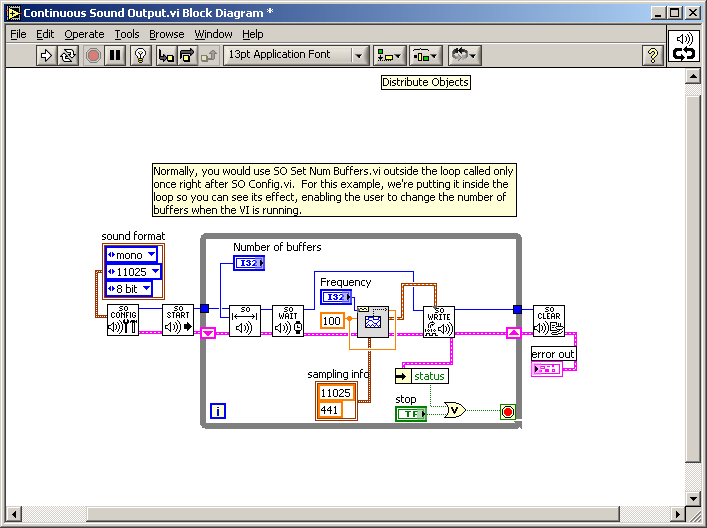 Continuous Sound Output.vi Block Diagram *
File Edit Operate Tools Browse Window Help
13pt Application Font
?
Distribute Objects
Normally, you would use SO Set Num Buffers.vi outside the loop called only
once right after SO Config.vi. For this example, we're putting it inside the
loop so you can see its effect, enabling the user to change the number of
buffers when the VI is running.
sound format
mono
11025
8 bit
Number of buffers
I32
Frequency
I32
100
SO CONFIG
SO START
SO
SO WAIT
SO WRITE
SO CLEAR
error out
sampling info
11025
441
status
stop
TF
V
i